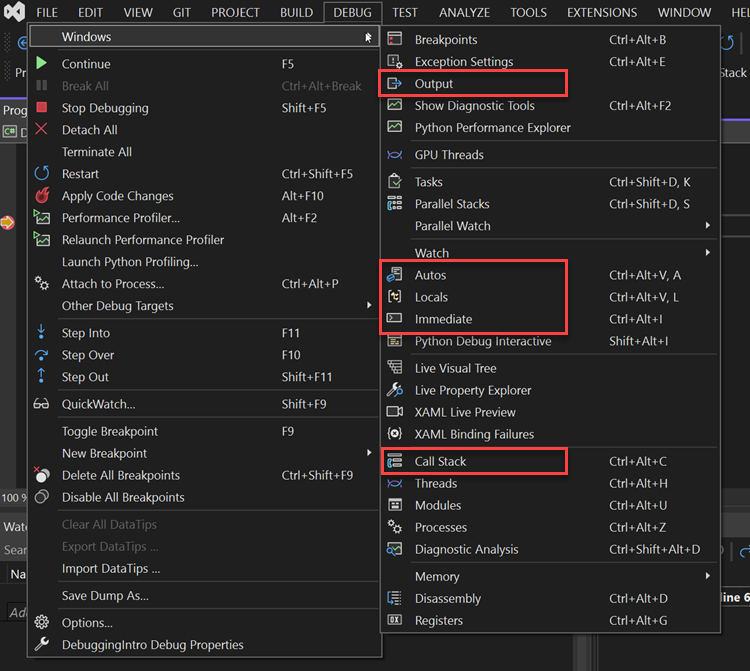 FILE EDIT VIEW GIT PROJECT BUILD DEBUG TEST ANALYZE TOOLS EXTENSIONS WINDOW HEL
Windows
Continue F5
Break All Ctrl+Alt+Break
Stop Debugging Shift+F5
Detach All
Terminate All
Restart Ctrl+Shift+F5
Apply Code Changes Alt+F10
Performance Profiler... Alt+F2
Relaunch Performance Profiler
Launch Python Profiling...
Attach to Process... Ctrl+Alt+P
Other Debug Targets
Step Into F11
Step Over F10
Step Out Shift+F11
QuickWatch... Shift+F9
Toggle Breakpoint F9
New Breakpoint
Delete All Breakpoints Ctrl+Shift+F9
Disable All Breakpoints
Clear All DataTips
Export DataTips ...
Import DataTips ...
Save Dump As...
Options...
DebuggingIntro Debug Properties
Breakpoints Ctrl+Alt+B
Exception Settings Ctrl+Alt+E
Output
Show Diagnostic Tools Ctrl+Alt+F2
Python Performance Explorer
GPU Threads
Tasks Ctrl+Shift+D, K
Parallel Stacks Ctrl+Shift+D, S
Parallel Watch
Watch
Autos Ctrl+Alt+V, A
Locals Ctrl+Alt+V, L
Immediate Ctrl+Alt+I
Python Debug Interactive Shift+Alt+I
Live Visual Tree
Live Property Explorer
XAML Live Preview
XAML Binding Failures
Call Stack Ctrl+Alt+C
Threads Ctrl+Alt+H
Modules Ctrl+Alt+U
Processes Ctrl+Alt+Z
Diagnostic Analysis Ctrl+Shift+Alt+D
Memory
Disassembly Ctrl+Alt+D
Registers Ctrl+Alt+G
Pr
Prog
C# D
100 %
Wat
Sear
Na
Add
Stack
line 6